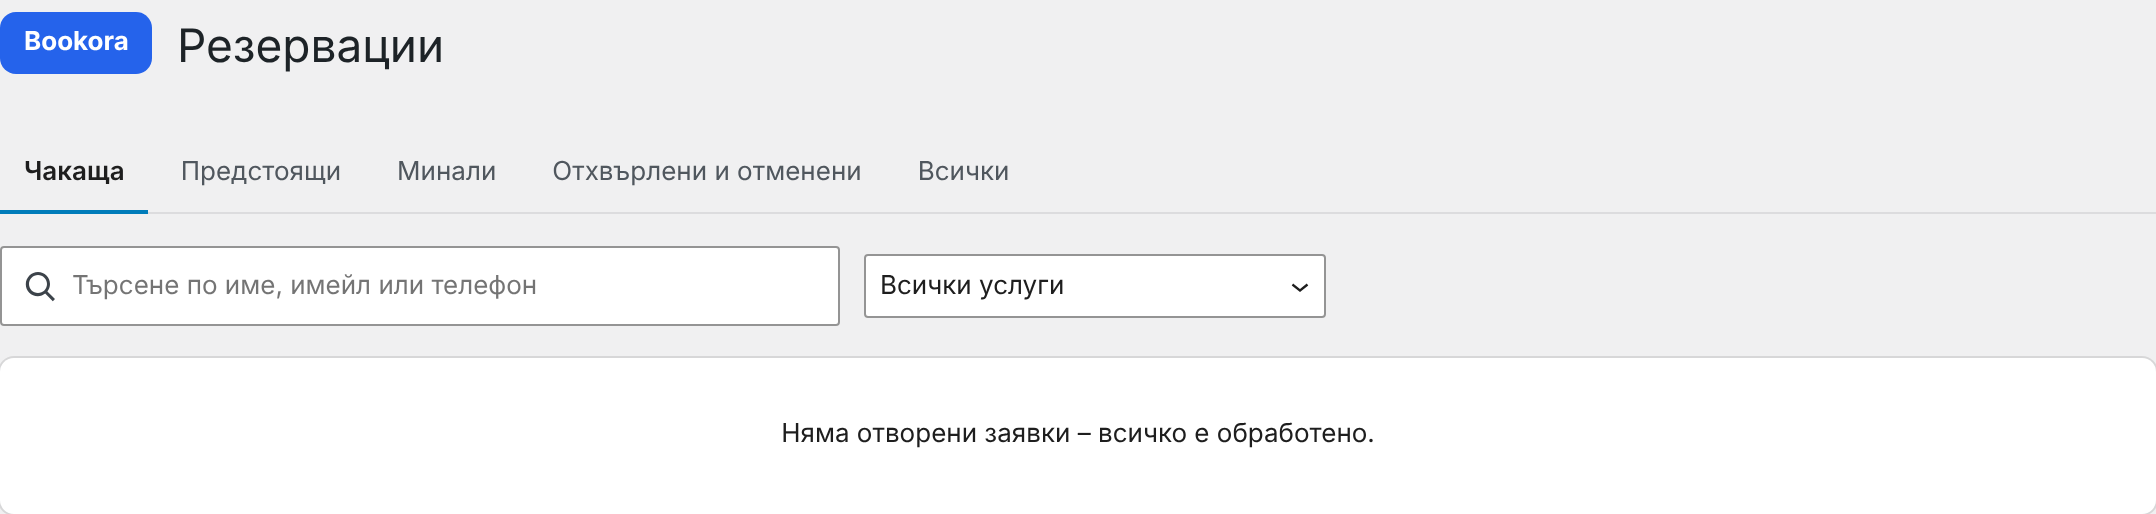 Bookora Резервации
Чакаща Предстоящи Минали Отхвърлени и отменени Всички
Търсене по име, имейл или телефон Всички услуги
Няма отворени заявки – всичко е обработено.